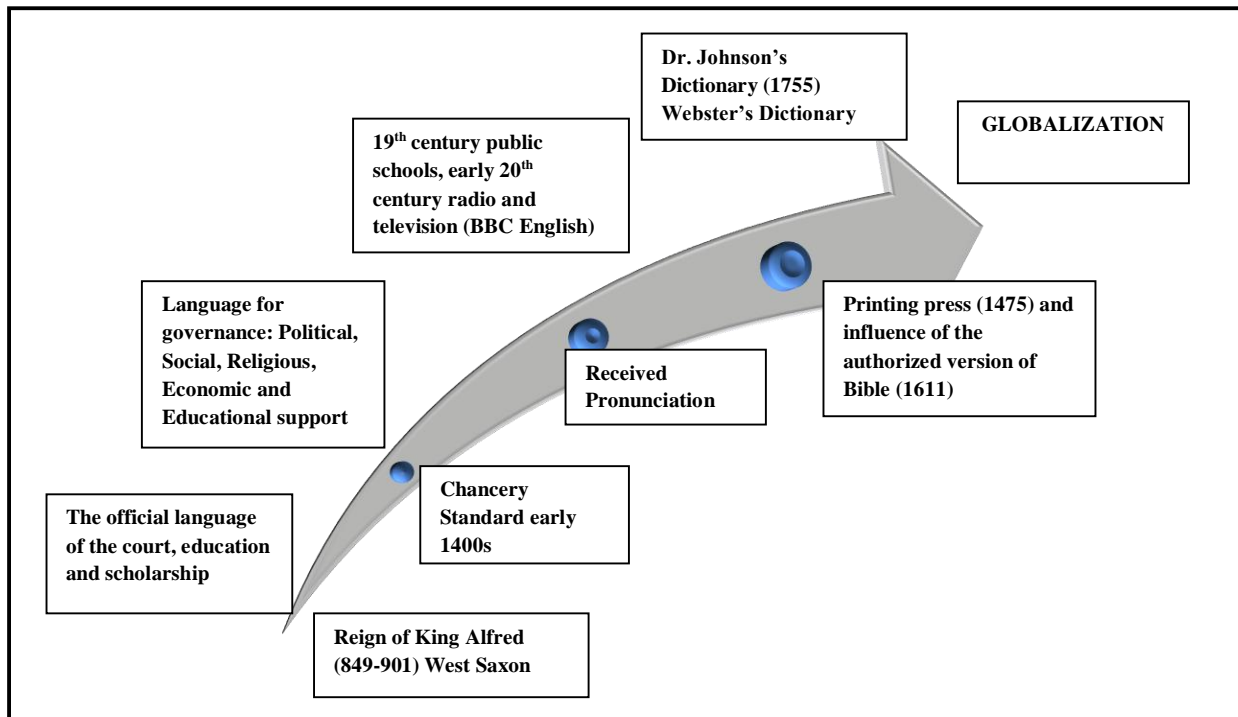 Dr. Johnson’s
Dictionary (1755)
Webster’s Dictionary
GLOBALIZATION
19th century public
schools, early 20th
century radio and
television (BBC English)
Language for
governance: Political,
Social, Religious,
Economic and
Educational support
Printing press (1475) and
influence of the
authorized version of
Bible (1611)
Received
Pronunciation
Chancery
Standard early
1400s
The official language
of the court, education
and scholarship
Reign of King Alfred
(849-901) West Saxon